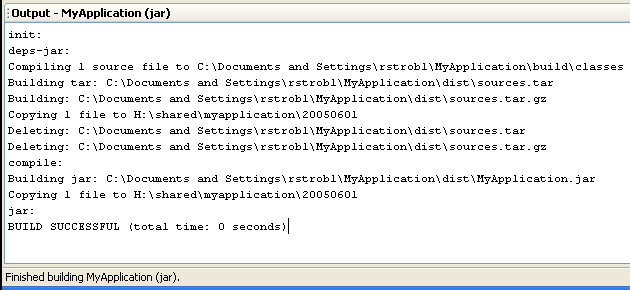 Output - MyApplication (jar)
init:
deps-jar:
Compiling 1 source file to C:\Documents and Settings\rstrobl\MyApplication\build\classes
Building tar: C:\Documents and Settings\rstrobl\MyApplication\dist\sources.tar
Building: C:\Documents and Settings\rstrobl\MyApplication\dist\sources.tar.gz
Copying 1 file to H:\shared\myapplication\20050601
Deleting: C:\Documents and Settings\rstrobl\MyApplication\dist\sources.tar
Deleting: C:\Documents and Settings\rstrobl\MyApplication\dist\sources.tar.gz
compile:
Building jar: C:\Documents and Settings\rstrobl\MyApplication\dist\MyApplication.jar
Copying 1 file to H:\shared\myapplication\20050601
jar:
BUILD SUCCESSFUL (total time: 0 seconds)
Finished building MyApplication (jar).